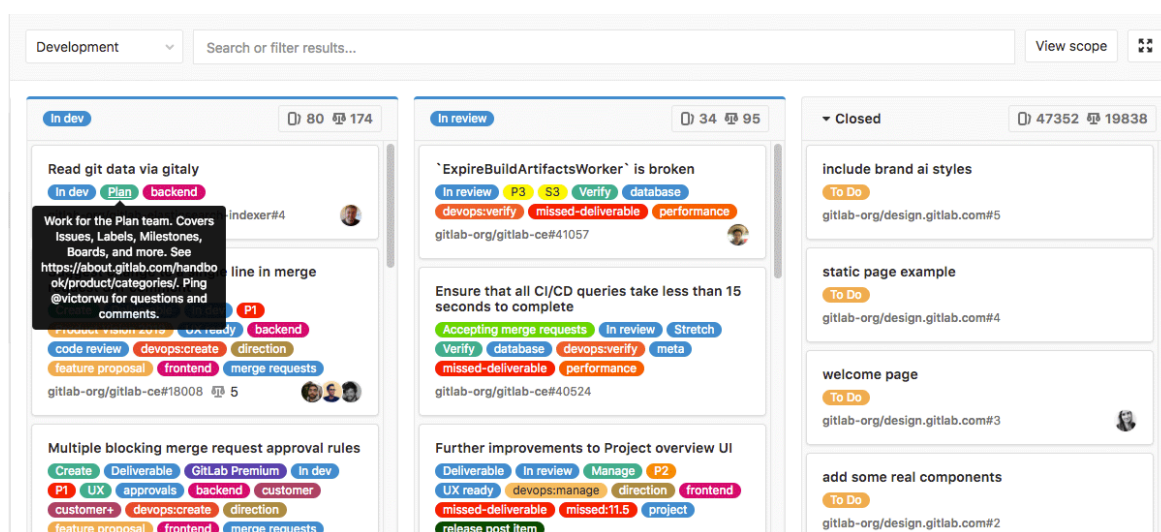 Development
Search or filter results...
View scope
In dev
80 174
Read git data via gitaly
In dev Plan backend
-indexer#4
Work for the Plan team. Covers
Issues, Labels, Milestones,
Boards, and more. See
https://about.gitlab.com/handbo
ok/product/categories/. Ping
@victorwu for questions and
comments.
line in merge
P1
Product Vision 2019 UX ready backend
code review devops:create direction
feature proposal frontend merge requests
gitlab-org/gitlab-ce#18008 5
Multiple blocking merge request approval rules
Create Deliverable GitLab Premium In dev
P1 UX approvals backend customer
customer+ devops:create direction
feature proposal frontend merge requests
In review
34 95
`ExpireBuildArtifactsWorker` is broken
In review P3 S3 Verify database
devops:verify missed-deliverable performance
gitlab-org/gitlab-ce#41057
Ensure that all CI/CD queries take less than 15
seconds to complete
Accepting merge requests In review Stretch
Verify database devops:verify meta
missed-deliverable performance
gitlab-org/gitlab-ce#40524
Further improvements to Project overview UI
Deliverable In review Manage P2
UX ready devops:manage direction frontend
missed-deliverable missed:11.5 project
release post item
Closed
47352 19838
include brand ai styles
To Do
gitlab-org/design.gitlab.com#5
static page example
To Do
gitlab-org/design.gitlab.com#4
welcome page
To Do
gitlab-org/design.gitlab.com#3
add some real components
To Do
gitlab-org/design.gitlab.com#2